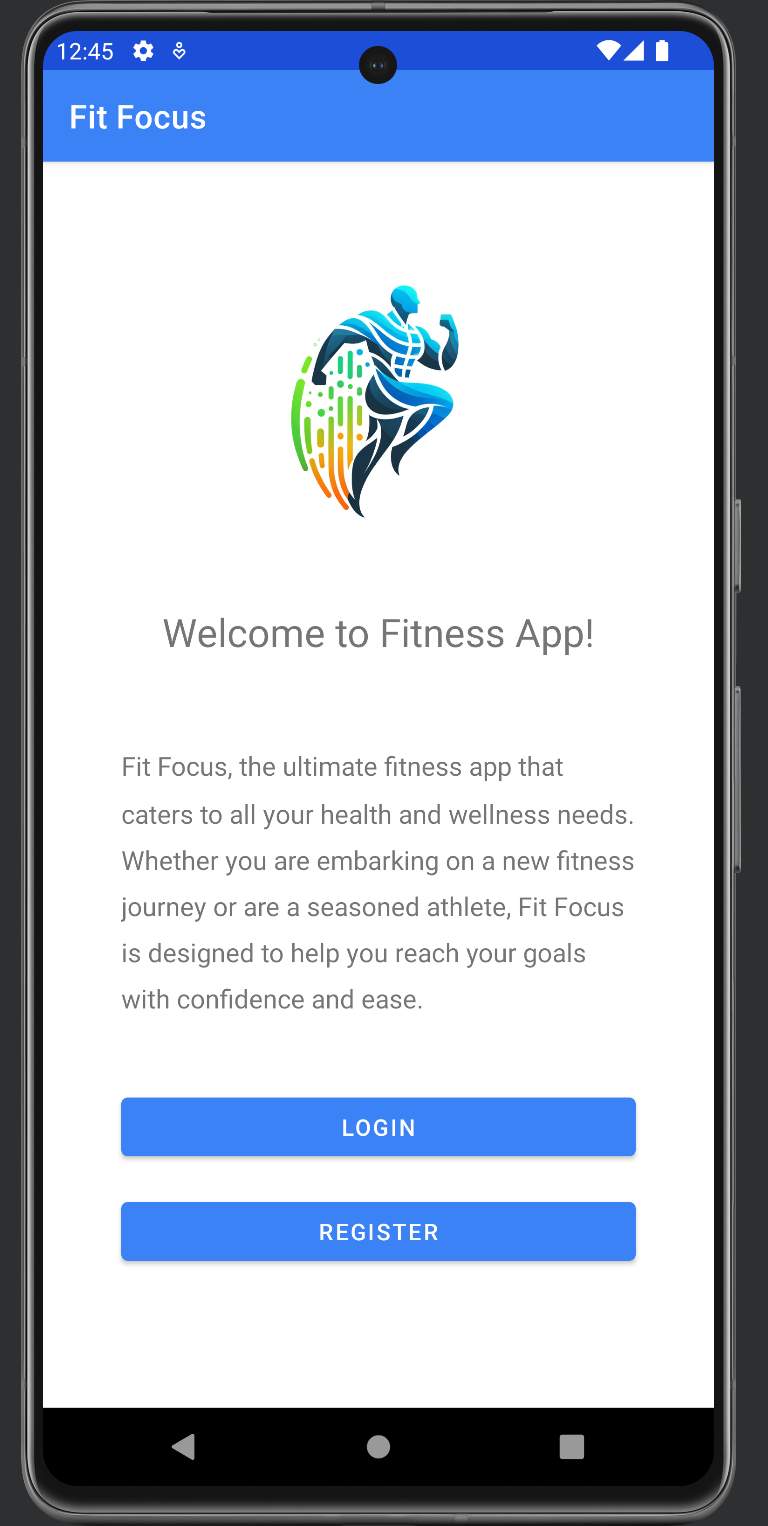 12:45
Fit Focus
Welcome to Fitness App!
Fit Focus, the ultimate fitness app that
caters to all your health and wellness needs.
Whether you are embarking on a new fitness
journey or are a seasoned athlete, Fit Focus
is designed to help you reach your goals
with confidence and ease.
LOGIN
REGISTER